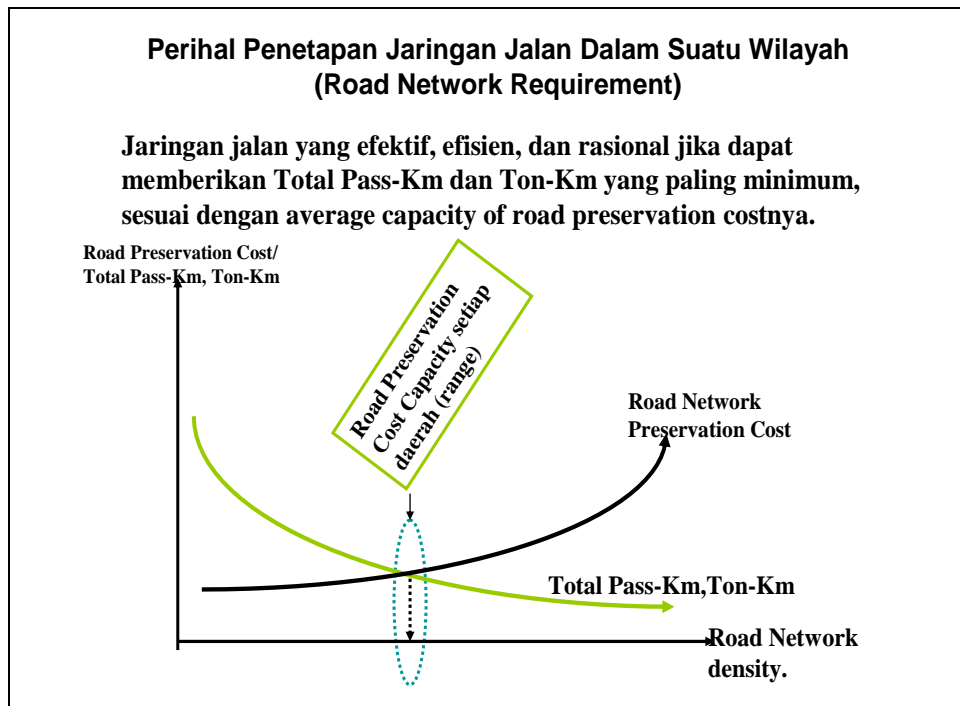 Perihal Penetapan Jaringan Jalan Dalam Suatu Wilayah
(Road Network Requirement)
Jaringan jalan yang efektif, efisien, dan rasional jika dapat
memberikan Total Pass-Km dan Ton-Km yang paling minimum,
sesuai dengan average capacity of road preservation costnya.
Road Preservation Cost/
Total Pass-Km, Ton-Km
Road Preservation
Cost Capacity setiap
daerah (range)
Road Network
Preservation Cost
Total Pass-Km,Ton-Km
Road Network
density.